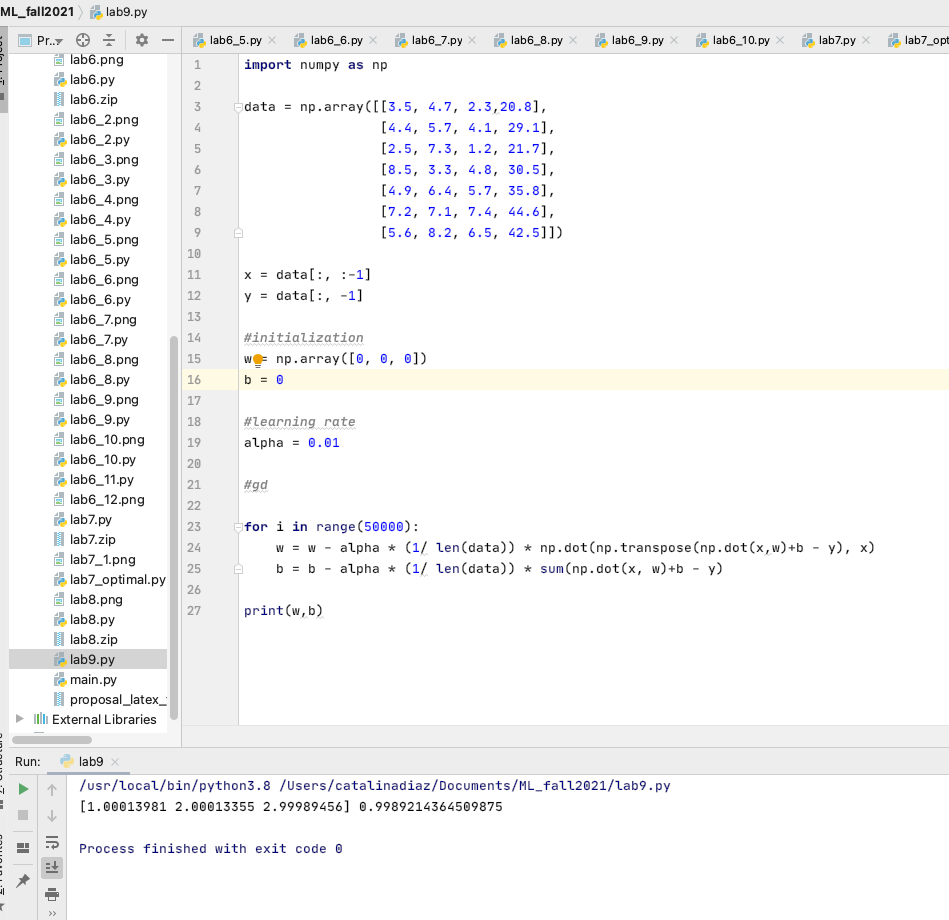 ML_fall2021 lab9.py
Pr..
lab6_5.py lab6_6.py lab6_7.py lab6_8.py lab6_9.py lab6_10.py lab7.py lab7_opt
lab6.png
lab6.py
lab6.zip
lab6_2.png
lab6_2.py
lab6_3.png
lab6_3.py
lab6_4.png
lab6_4.py
lab6_5.png
lab6_5.py
lab6_6.png
lab6_6.py
lab6_7.png
lab6_7.py
lab6_8.png
lab6_8.py
lab6_9.png
lab6_9.py
lab6_10.png
lab6_10.py
lab6_11.py
lab6_12.png
lab7.py
lab7.zip
lab7_1.png
lab7_optimal.py
lab8.png
lab8.py
lab8.zip
lab9.py
main.py
proposal_latex_
External Libraries
1 import numpy as np
2
3 data = np.array([[3.5, 4.7, 2.3,20.8],
4 [4.4, 5.7, 4.1, 29.1],
5 [2.5, 7.3, 1.2, 21.7],
6 [8.5, 3.3, 4.8, 30.5],
7 [4.9, 6.4, 5.7, 35.8],
8 [7.2, 7.1, 7.4, 44.6],
9 [5.6, 8.2, 6.5, 42.5]])
10
11 x = data[:, :-1]
12 y = data[:, -1]
13
14 #initialization
15 w = np.array([0, 0, 0])
16 b = 0
17
18 #learning rate
19 alpha = 0.01
20
21 #gd
22
23 for i in range(50000):
24 w = w - alpha * (1/ len(data)) * np.dot(np.transpose(np.dot(x,w)+b - y), x)
25 b = b - alpha * (1/ len(data)) * sum(np.dot(x, w)+b - y)
26
27 print(w,b)
Run: lab9
/usr/local/bin/python3.8 /Users/catalinadiaz/Documents/ML_fall2021/lab9.py
[1.00013981 2.00013355 2.99989456] 0.9989214364509875
Process finished with exit code 0